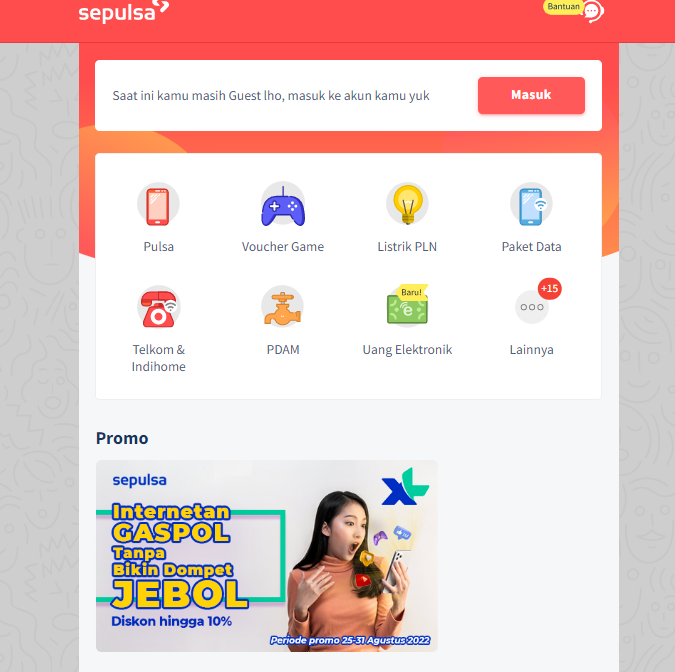 sepulsa
Bantuan
Saat ini kamu masih Guest lho, masuk ke akun kamu yuk
Masuk
Pulsa
Voucher Game
Listrik PLN
Paket Data
Baru!
+15
Telkom &
Indihome
PDAM
Uang Elektronik
Lainnya
Promo
sepulsa
XL
Internetan
GASPOL
Tanpa
Bikin Dompet
JEBOL
Diskon hingga 10%
Periode promo 25-31 Agustus 2022